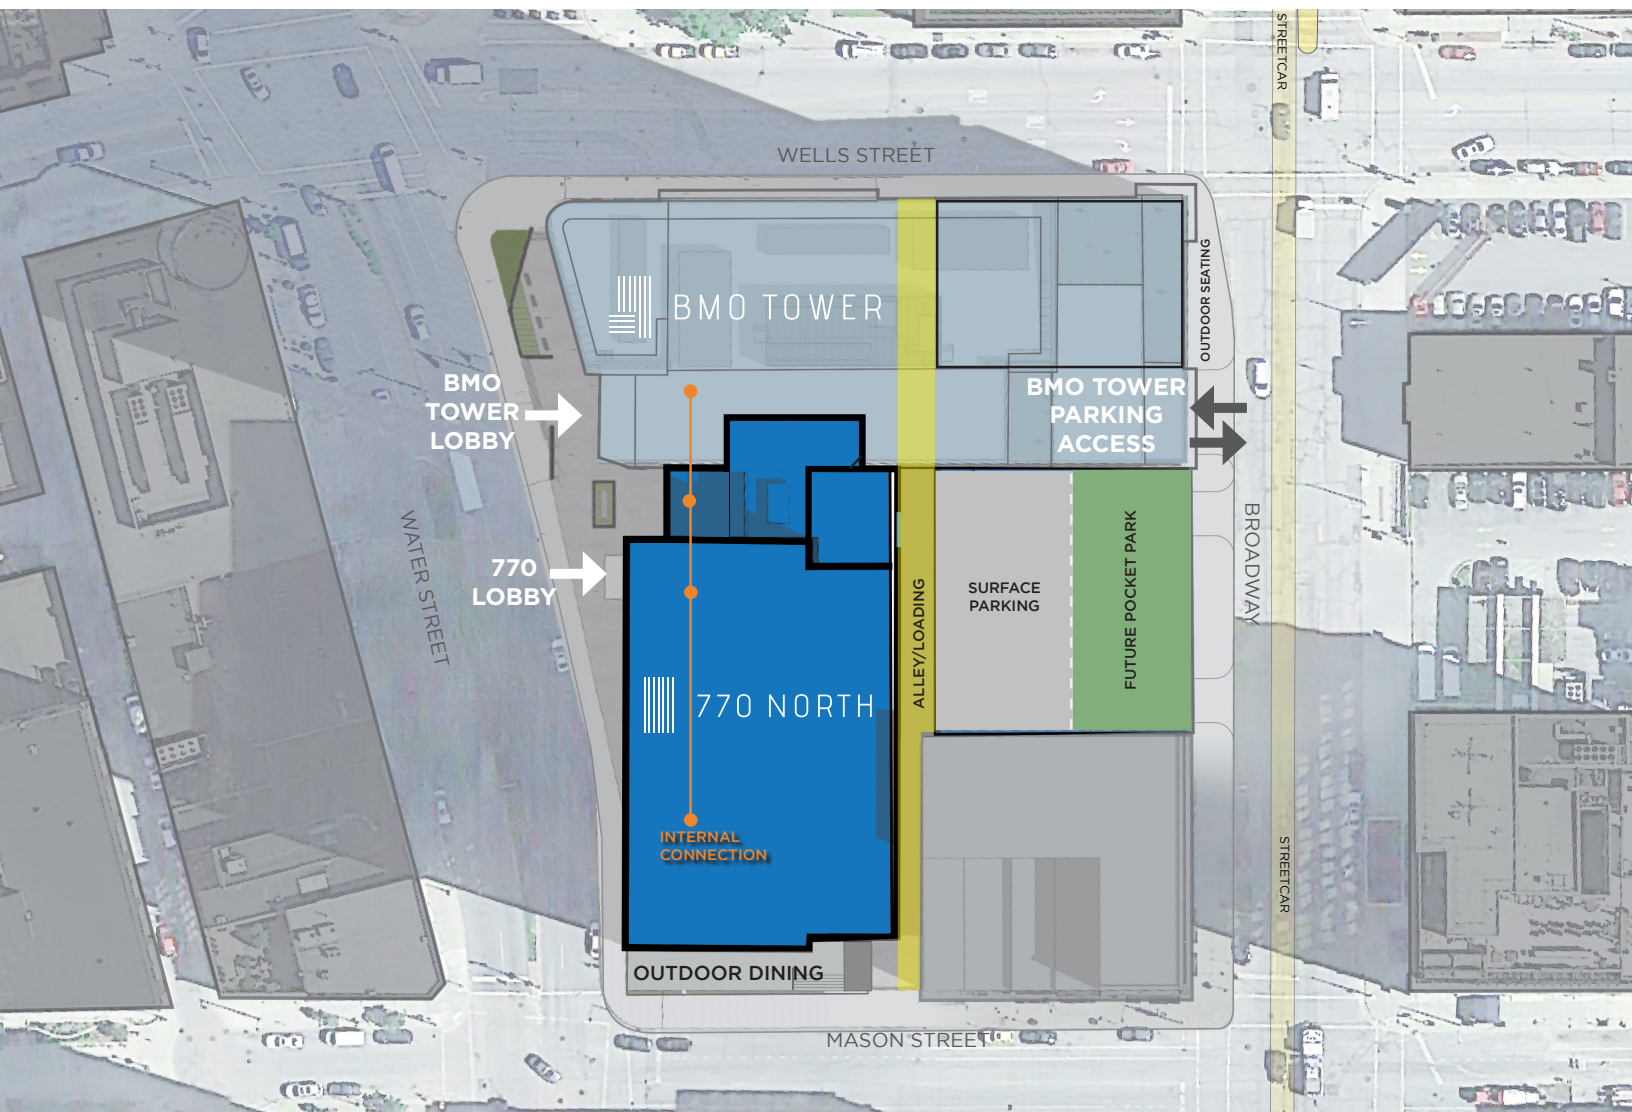 STREETCAR
WELLS STREET
OUTDOOR SEATING
BMO TOWER
BMO
TOWER
LOBBY
BMO TOWER
PARKING
ACCESS
WATER STREET
BROADWAY
770
LOBBY
SURFACE
PARKING
FUTURE POCKET PARK
ALLEY/LOADING
770 NORTH
INTERNAL
CONNECTION
STREETCAR
OUTDOOR DINING
MASON STREET